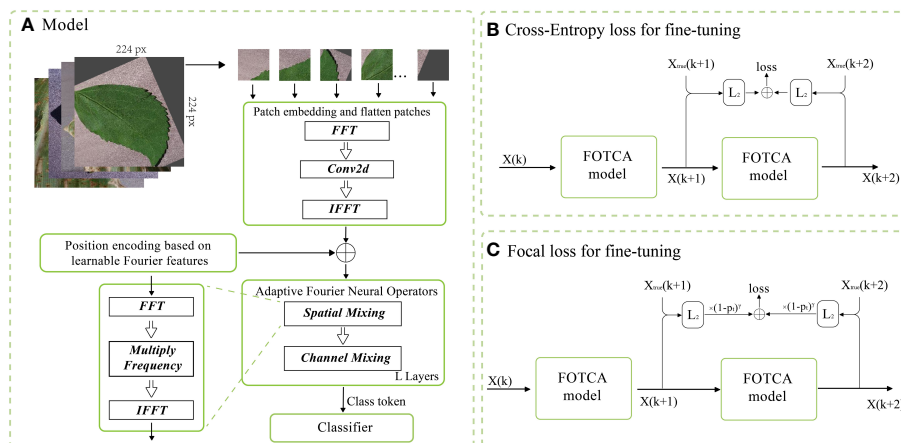 A Model
224 px
224 px
...
Patch embedding and flatten patches
FFT
Conv2d
IFFT
Position encoding based on
learnable Fourier features
FFT
Multiply
Frequency
IFFT
Adaptive Fourier Neural Operators
Spatial Mixing
Channel Mixing
L Layers
Class token
Classifier
B Cross-Entropy loss for fine-tuning
Xtrue(k+1)
loss
Xtrue(k+2)
L2
L2
X(k)
FOTCA
model
X(k+1)
FOTCA
model
X(k+2)
C Focal loss for fine-tuning
Xtrue(k+1)
loss
Xtrue(k+2)
L2
×(1-pt)γ
×(1-pt)γ
L2
X(k)
FOTCA
model
X(k+1)
FOTCA
model
X(k+2